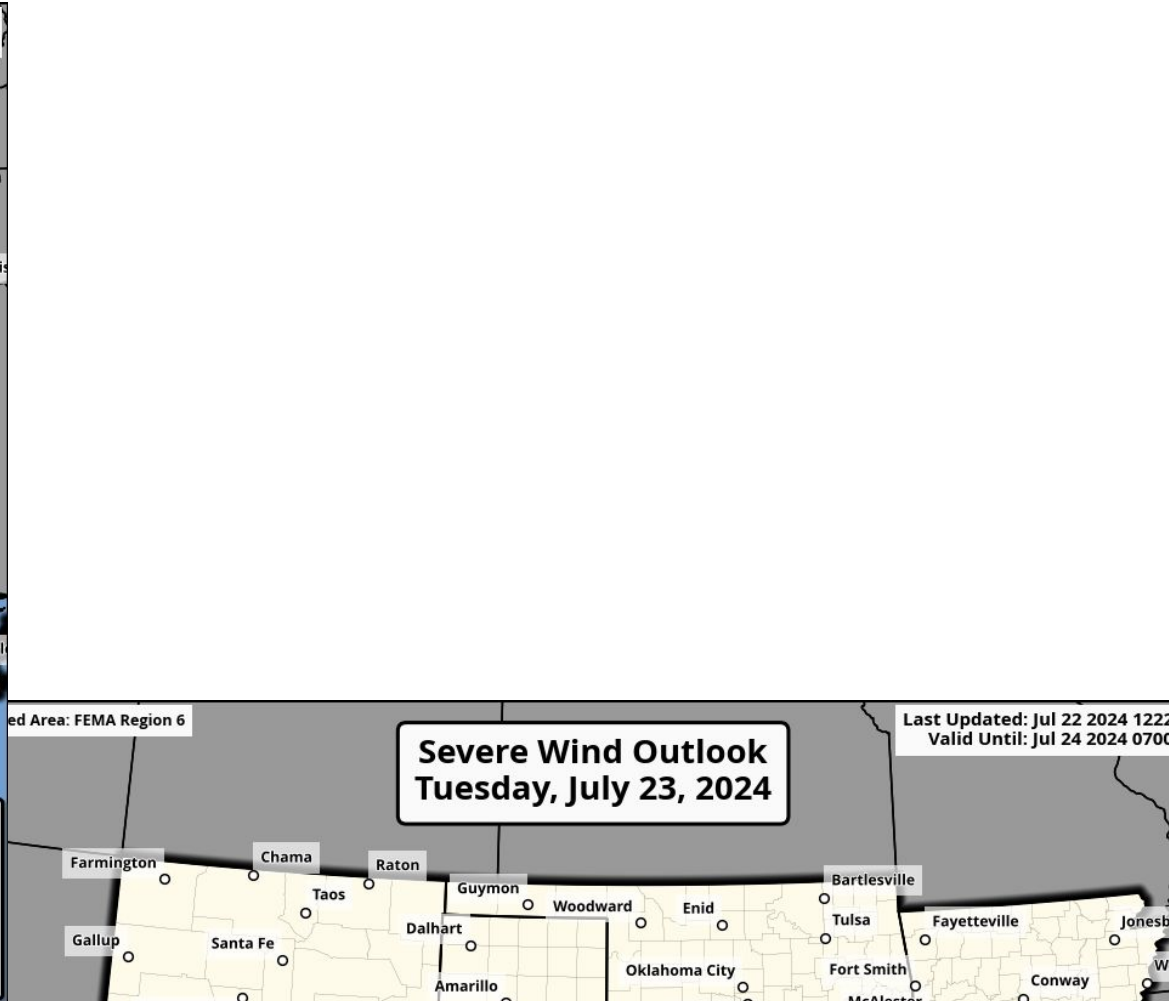 ed Area: FEMA Region 6
Last Updated: Jul 22 2024 1222
Valid Until: Jul 24 2024 0700
Severe Wind Outlook
Tuesday, July 23, 2024
Farmington
Chama
Raton
Taos
Guymon
Woodward
Enid
Bartlesville
Tulsa
Fayetteville
Jonesb
Dalhart
Gallup
Santa Fe
Oklahoma City
Fort Smith
Amarillo
Conway
McAlester
W